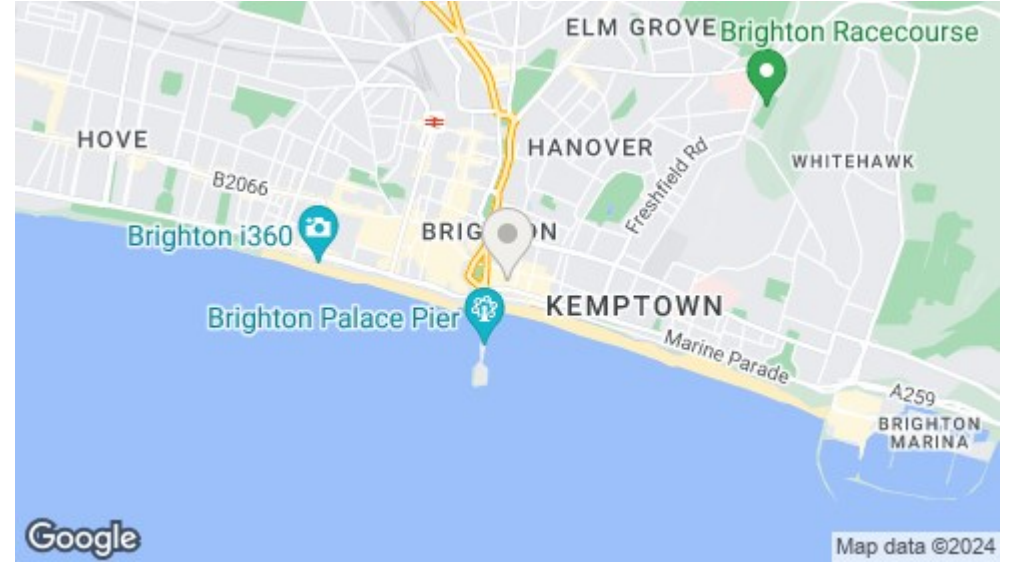 ELM GROVE
Brighton Racecourse
HOVE
HANOVER
Freshfield Rd
WHITEHAWK
B2066
Brighton i360
KEMPTOWN
Brighton Palace Pier
Marine Parade
A259
BRIGHTON
MARINA
Google
Map data ©2024